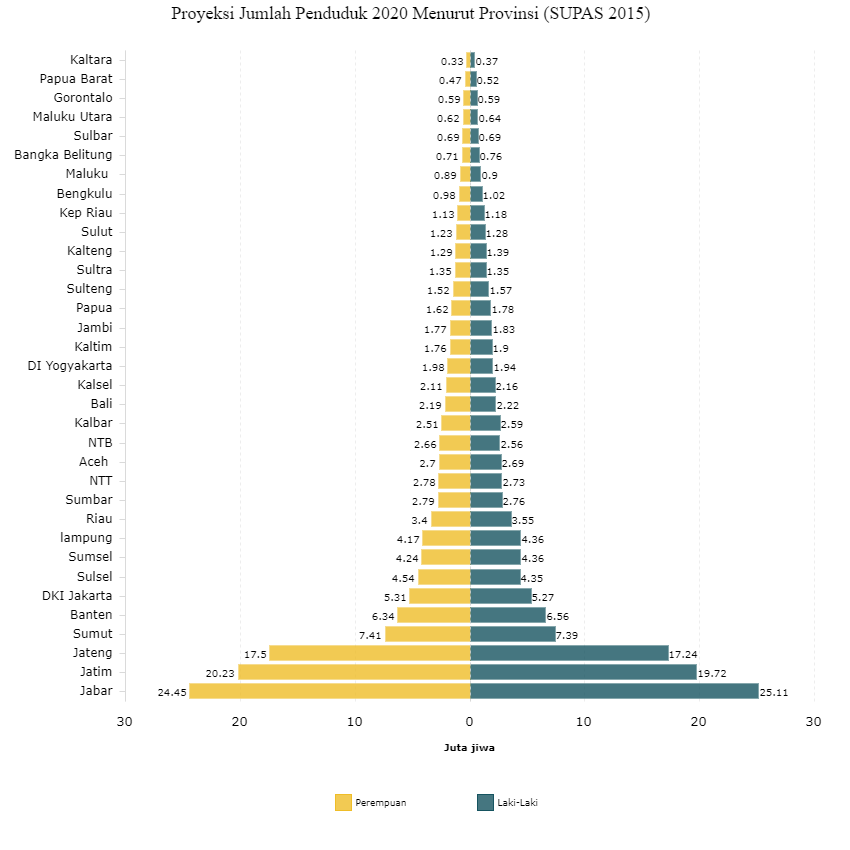 Proyeksi Jumlah Penduduk 2020 Menurut Provinsi (SUPAS 2015)
Kaltara 0.33 0.37
Papua Barat 0.47 0.52
Gorontalo 0.59 0.59
Maluku Utara 0.62 0.64
Sulbar 0.69 0.69
Bangka Belitung 0.71 0.76
Maluku 0.89 0.9
Bengkulu 0.98 1.02
Kep Riau 1.13 1.18
Sulut 1.23 1.28
Kalteng 1.29 1.39
Sultra 1.35 1.35
Sulteng 1.52 1.57
Papua 1.62 1.78
Jambi 1.77 1.83
Kaltim 1.76 1.9
DI Yogyakarta 1.98 1.94
Kalsel 2.11 2.16
Bali 2.19 2.22
Kalbar 2.51 2.59
NTB 2.66 2.56
Aceh 2.7 2.69
NTT 2.78 2.73
Sumbar 2.79 2.76
Riau 3.4 3.55
lampung 4.17 4.36
Sumsel 4.24 4.36
Sulsel 4.54 4.35
DKI Jakarta 5.31 5.27
Banten 6.34 6.56
Sumut 7.41 7.39
Jateng 17.5 17.24
Jatim 20.23 19.72
Jabar 24.45 25.11
30 20 10 0 10 20 30
Juta jiwa
Perempuan Laki-Laki